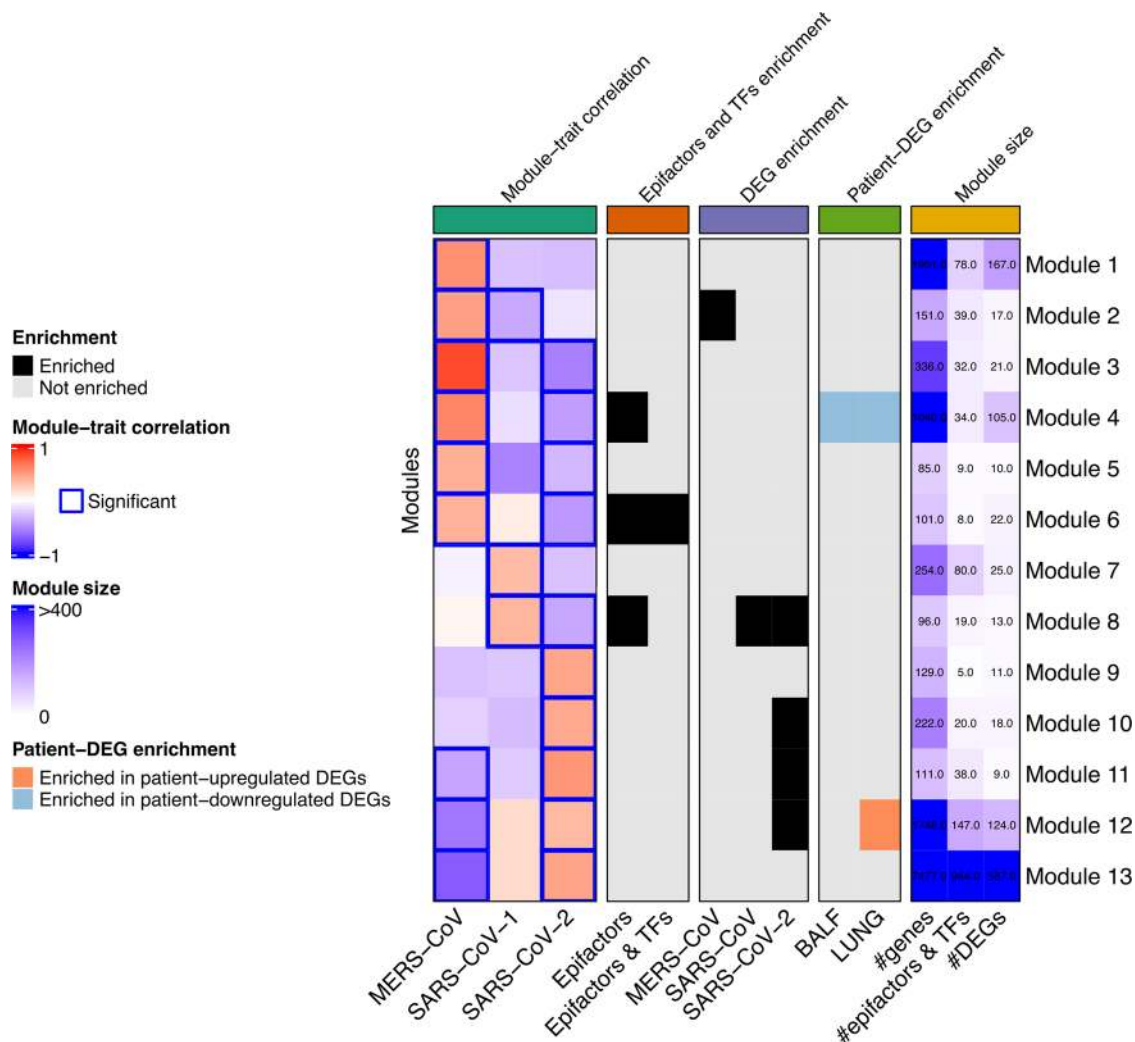 Module-trait correlation
Epifactors and TFs enrichment
DEG enrichment
Patient-DEG enrichment
Module size
Enrichment
Enriched
Not enriched
Module-trait correlation
1
Significant
-1
Module size
>400
0
Patient-DEG enrichment
Enriched in patient-upregulated DEGs
Enriched in patient-downregulated DEGs
Modules
78.0 167.0 Module 1
151.0 39.0 17.0 Module 2
336.0 32.0 21.0 Module 3
34.0 105.0 Module 4
85.0 9.0 10.0 Module 5
101.0 8.0 22.0 Module 6
254.0 80.0 25.0 Module 7
96.0 19.0 13.0 Module 8
129.0 5.0 11.0 Module 9
222.0 20.0 18.0 Module 10
111.0 38.0 9.0 Module 11
147.0 124.0 Module 12
Module 13
MERS-CoV
SARS-CoV-1
SARS-CoV-2
Epifactors
Epifactors & TFs
MERS-CoV
SARS-CoV
SARS-CoV-2
BALF
LUNG
#genes
#epifactors & TFs
#DEGs